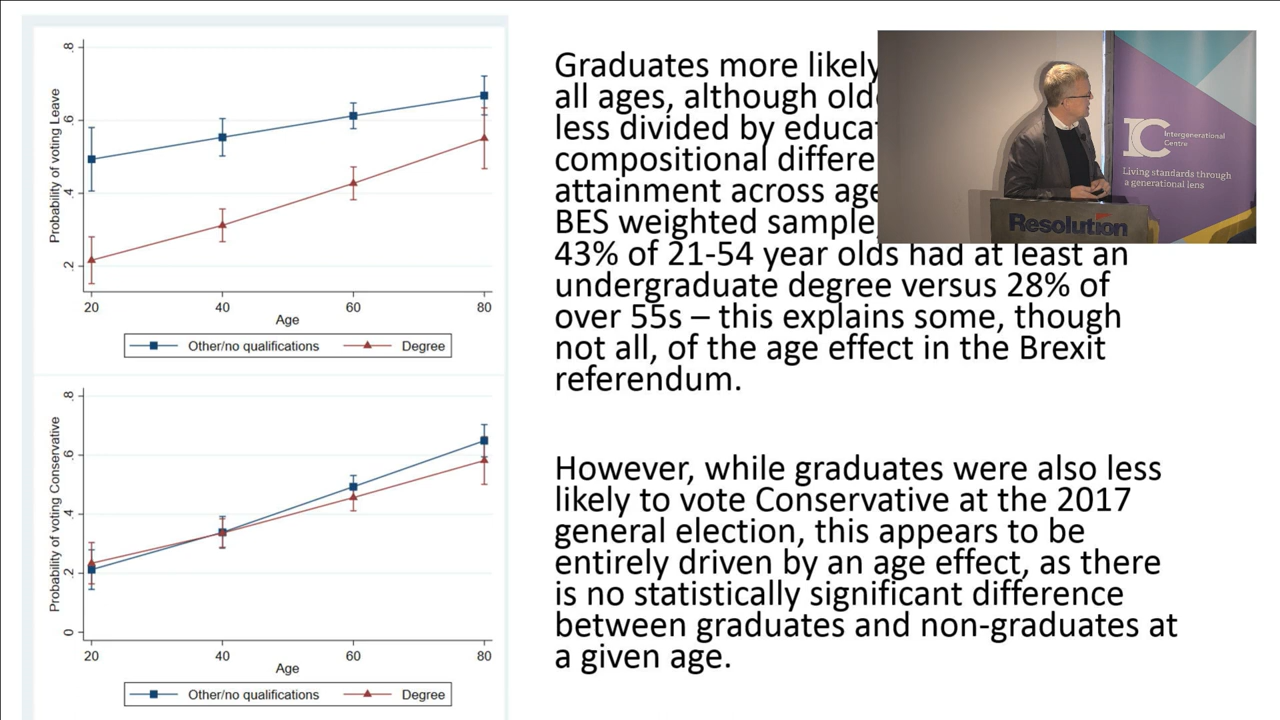 .8
.6
.4
.2
Probability of voting Leave
20 40 60 80
Age
Other/no qualifications Degree
.8
.6
.4
.2
0
Probability of voting Conservative
20 40 60 80
Age
Other/no qualifications Degree
Graduates more likely
all ages, although
less divided by
compositional
attainment across
BES weighted sample
43% of 21-54 year olds had at least an
undergraduate degree versus 28% of
over 55s – this explains some, though
not all, of the age effect in the Brexit
referendum.
However, while graduates were also less
likely to vote Conservative at the 2017
general election, this appears to be
entirely driven by an age effect, as there
is no statistically significant difference
between graduates and non-graduates at
a given age.
IC Intergenerational
Centre
Living standards through
a generational lens
Resolution